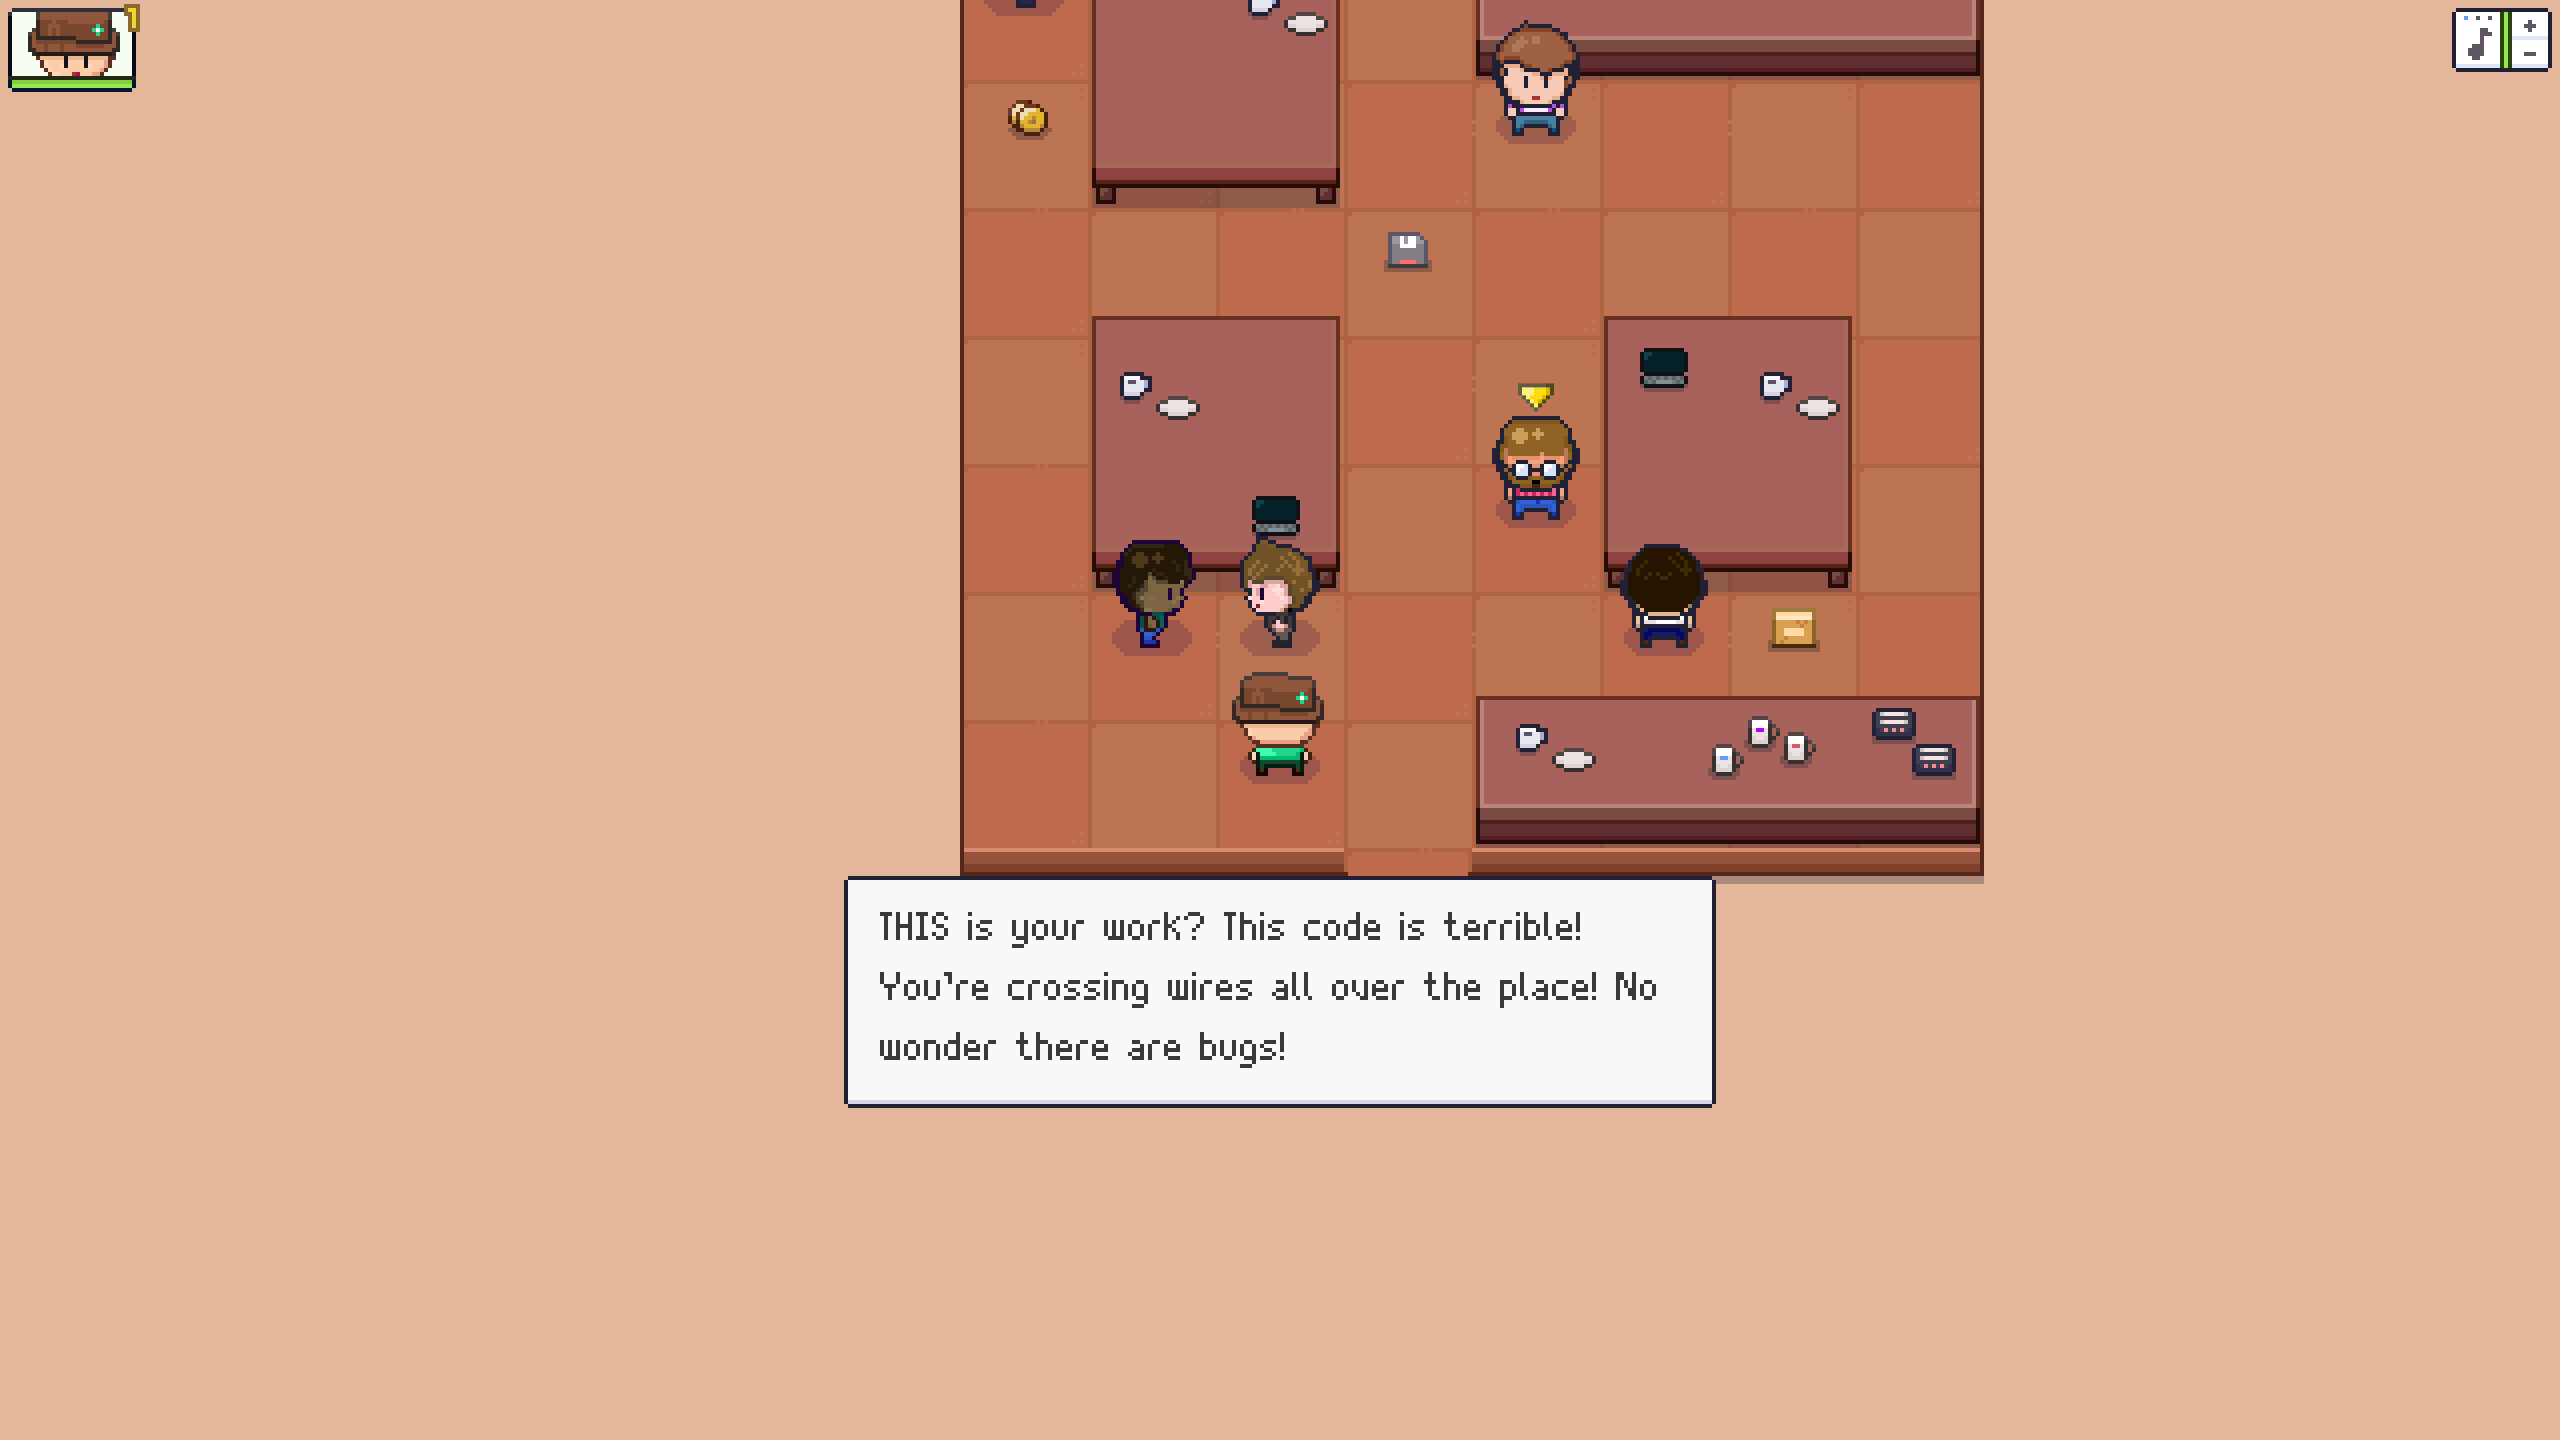 1
THIS is your work? This code is terrible!
You're crossing wires all over the place! No
wonder there are bugs!